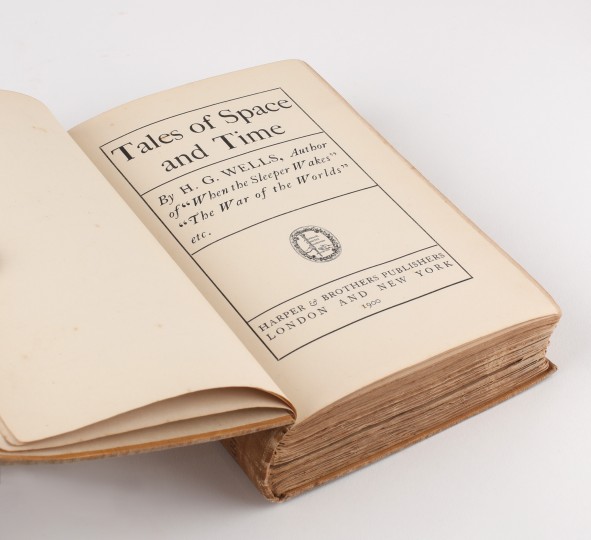 Tales of Space
and Time
By H. G. WELLS, Author
of "When the Sleeper Wakes"
"The War of the Worlds"
etc.
HARPER & BROTHERS PUBLISHERS
LONDON AND NEW YORK
1900